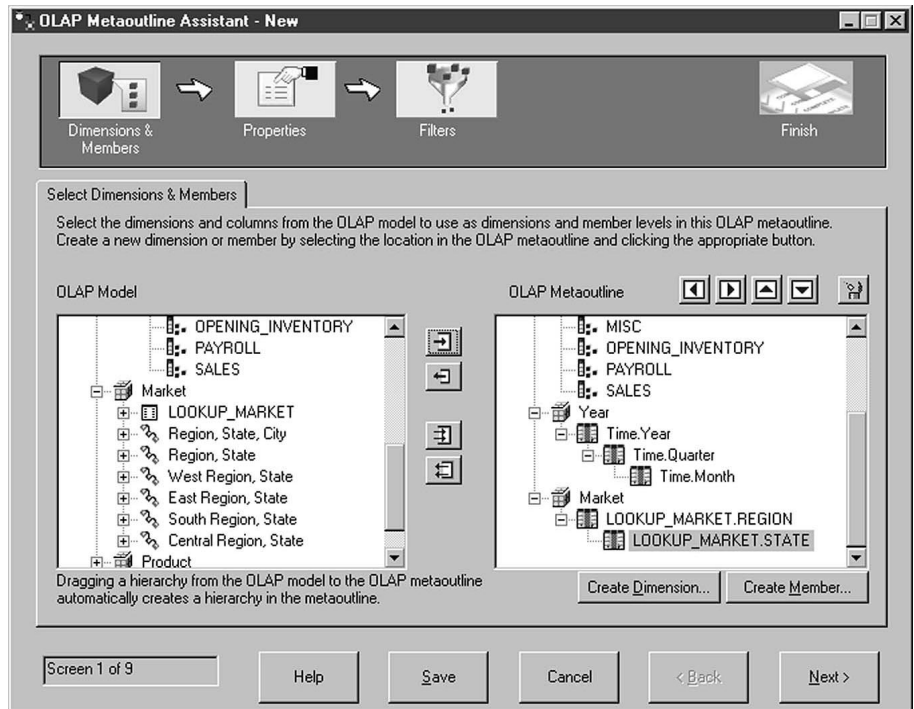 OLAP Metaoutline Assistant - New
Dimensions &
Members
Properties
Filters
Finish
Select Dimensions & Members
Select the dimensions and columns from the OLAP model to use as dimensions and member levels in this OLAP metaoutline.
Create a new dimension or member by selecting the location in the OLAP metaoutline and clicking the appropriate button.
OLAP Model
OPENING_INVENTORY
PAYROLL
SALES
Market
LOOKUP_MARKET
Region, State, City
Region, State
West Region, State
East Region, State
South Region, State
Central Region, State
Product
Dragging a hierarchy from the OLAP model to the OLAP metaoutline
automatically creates a hierarchy in the metaoutline.
OLAP Metaoutline
MISC
OPENING_INVENTORY
PAYROLL
SALES
Year
Time.Year
Time.Quarter
Time.Month
Market
LOOKUP_MARKET.REGION
LOOKUP_MARKET.STATE
Create Dimension... Create Member...
Screen 1 of 9
Help Save Cancel < Back Next >